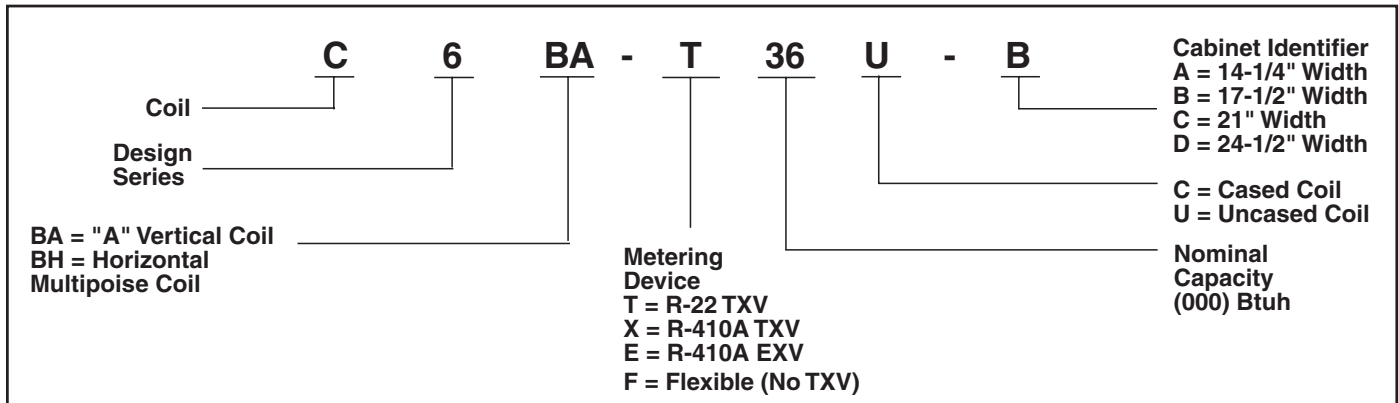 C 6 BA - T 36 U - B
Coil
Design
Series
BA = "A" Vertical Coil
BH = Horizontal
Multipoise Coil
Metering
Device
T = R-22 TXV
X = R-410A TXV
E = R-410A EXV
F = Flexible (No TXV)
Cabinet Identifier
A = 14-1/4" Width
B = 17-1/2" Width
C = 21" Width
D = 24-1/2" Width
C = Cased Coil
U = Uncased Coil
Nominal
Capacity
(000) Btuh